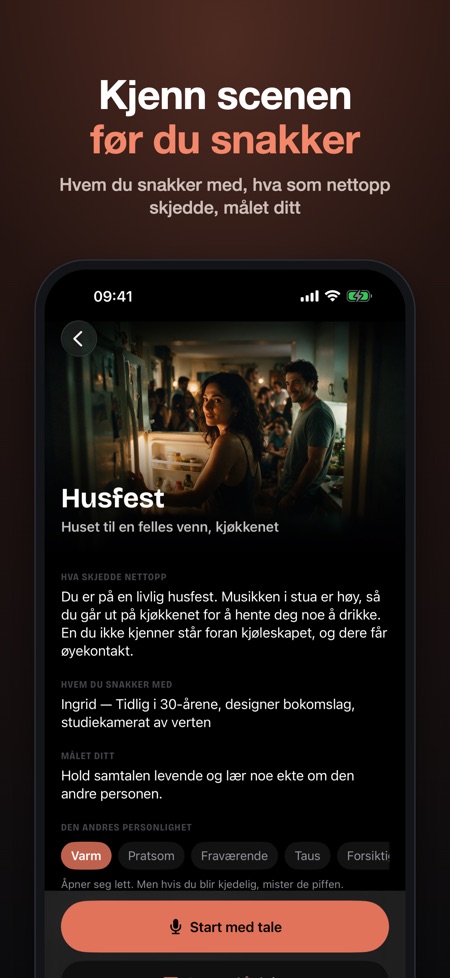 Kjenn scenen
før du snakker
Hvem du snakker med, hva som nettopp
skjedde, målet ditt
09:41
Husfest
Huset til en felles venn, kjøkkenet
HVA SKJEDDE NETTOPP
Du er på en livlig husfest. Musikken i stua er høy, så
du går ut på kjøkkenet for å hente deg noe å drikke.
En du ikke kjenner står foran kjøleskapet, og dere får
øyekontakt.
HVEM DU SNAKKER MED
Ingrid — Tidlig i 30-årene, designer bokomslag,
studiekamerat av verten
MÅLET DITT
Hold samtalen levende og lær noe ekte om den
andre personen.
DEN ANDRES PERSONLIGHET
Varm Pratsom Fraværende Taus
Åpner seg lett. Men hvis du blir kjedelig, mister de piffen.
Start med tale